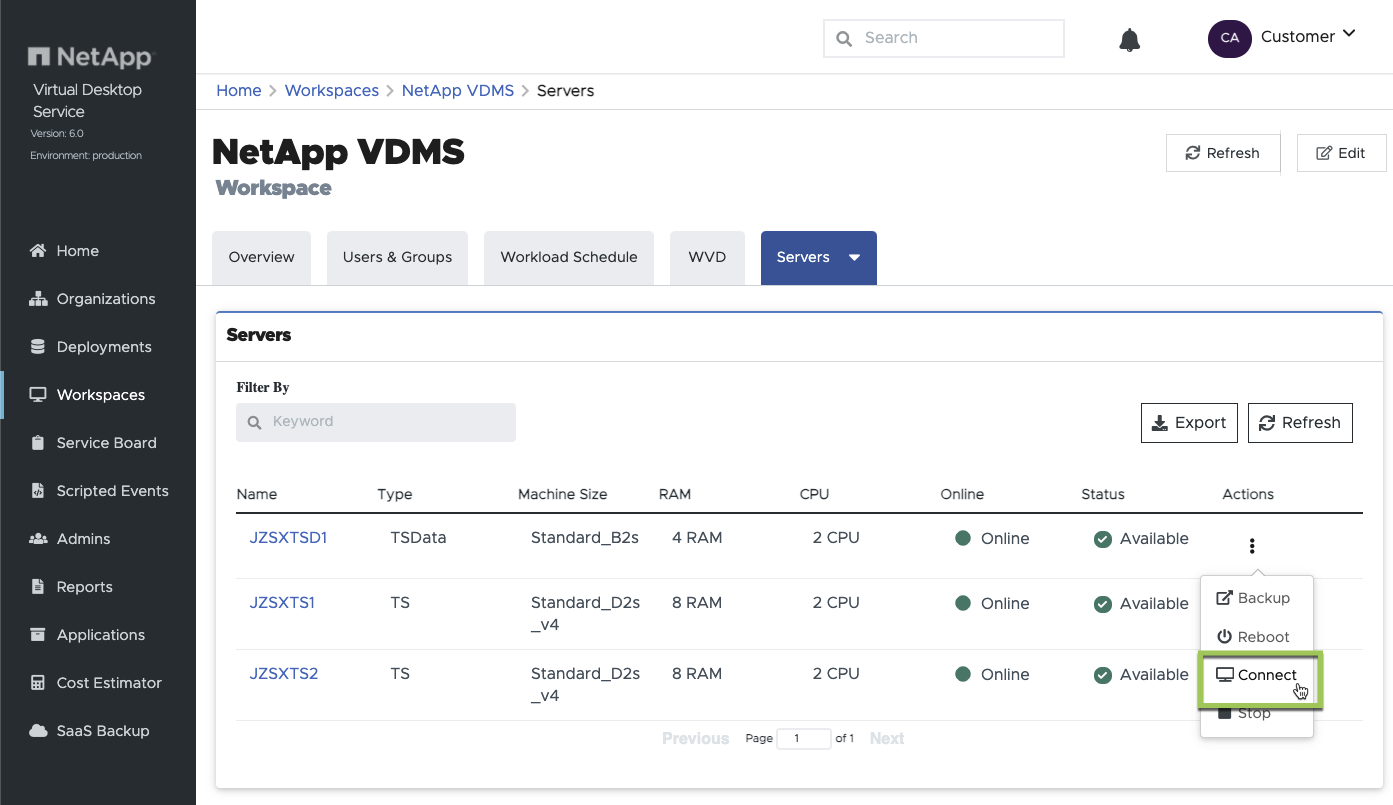 NetApp
Virtual Desktop
Service
Version: 6.0
Environment: production
Home
Organizations
Deployments
Workspaces
Service Board
Scripted Events
Admins
Reports
Applications
Cost Estimator
SaaS Backup
Search
CA
Customer
Home > Workspaces > NetApp VDMS > Servers
NetApp VDMS
Workspace
Refresh
Edit
Overview
Users & Groups
Workload Schedule
WVD
Servers
Servers
Filter By
Keyword
Export
Refresh
Name Type Machine Size RAM CPU Online Status Actions
JZSXTSD1 TSData Standard_B2s 4 RAM 2 CPU Online Available
JZSXTS1 TS Standard_D2s 8 RAM 2 CPU Online Available
_v4
JZSXTS2 TS Standard_D2s 8 RAM 2 CPU Online Available
_v4
Backup
Reboot
Connect
Stop
Previous Page 1 of 1 Next